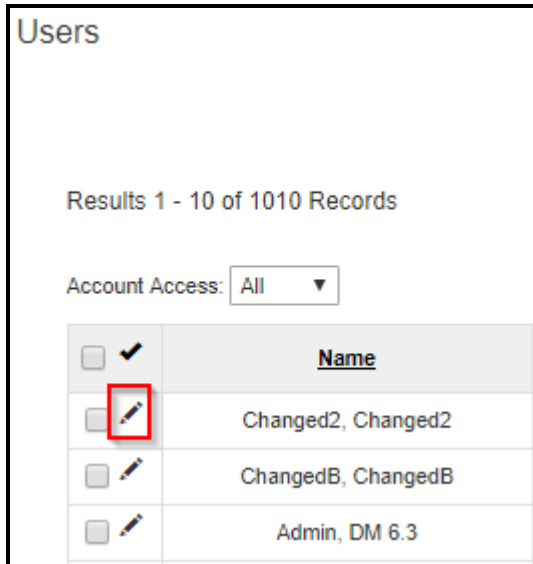 Users
Results 1 - 10 of 1010 Records
Account Access: All
Name
Changed2, Changed2
ChangedB, ChangedB
Admin, DM 6.3